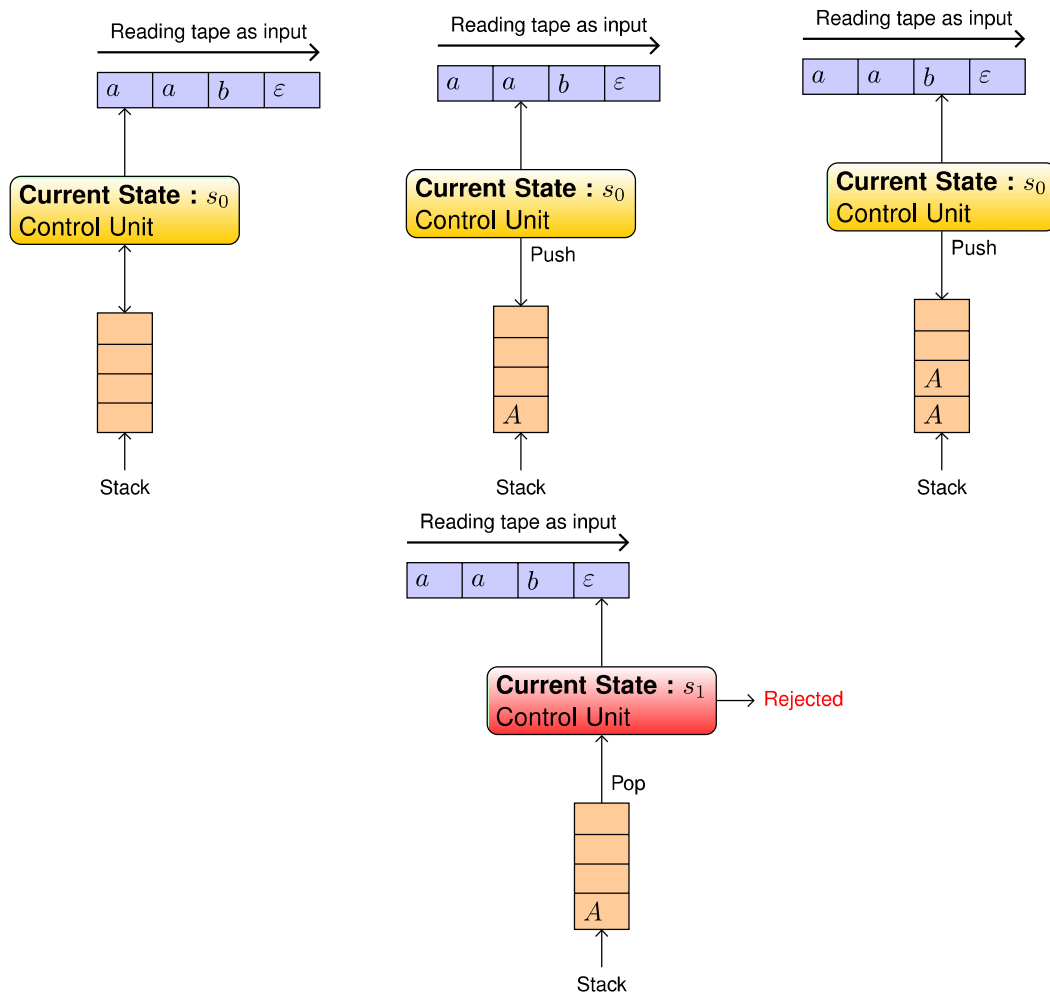 Reading tape as input
a a b ε
Current State : s₀
Control Unit
Stack
Reading tape as input
a a b ε
Current State : s₀
Control Unit
Push
A
Stack
Reading tape as input
a a b ε
Current State : s₀
Control Unit
Push
A
A
Stack
Reading tape as input
a a b ε
Current State : s₁
Control Unit
Rejected
Pop
A
Stack